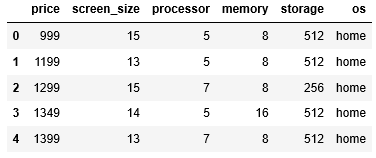 price screen_size processor memory storage os
0 999 15 5 8 512 home
1 1199 13 5 8 512 home
2 1299 15 7 8 256 home
3 1349 14 5 16 512 home
4 1399 13 7 8 512 home